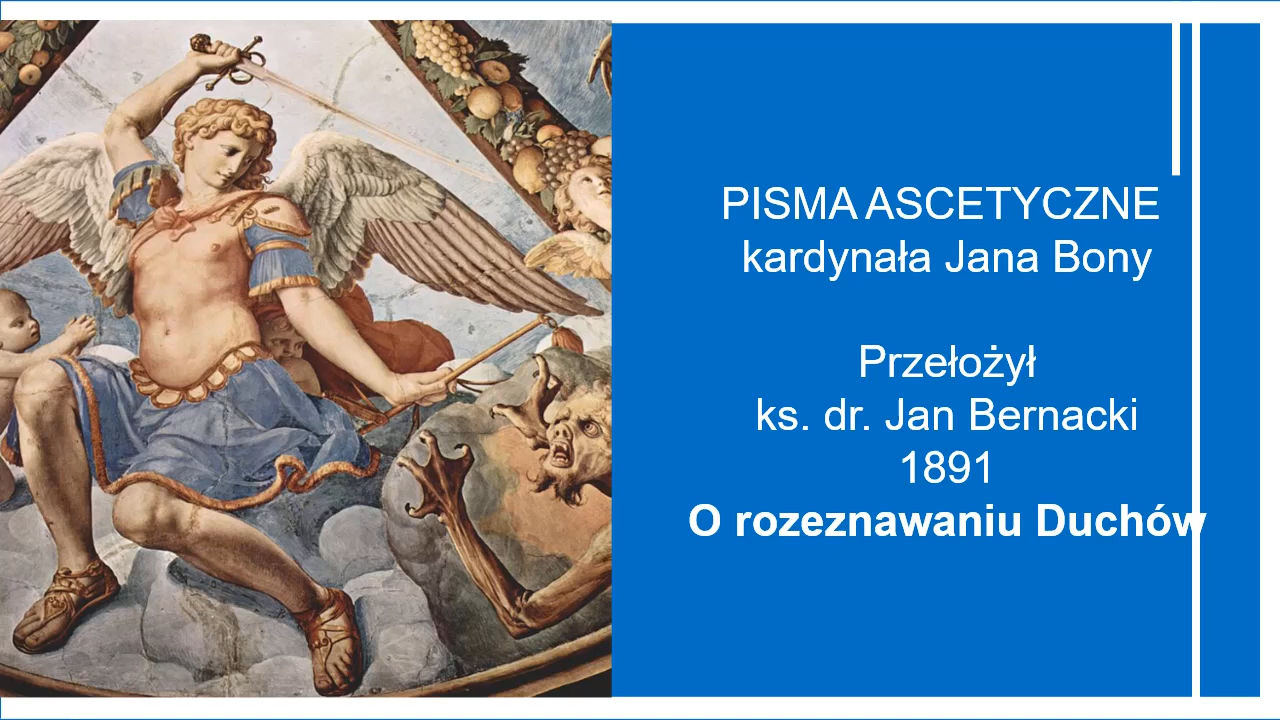 PISMA ASCETYCZNE
kardynała Jana Bony
Przełożył
ks. dr. Jan Bernacki
1891
O rozeznawaniu Duchów